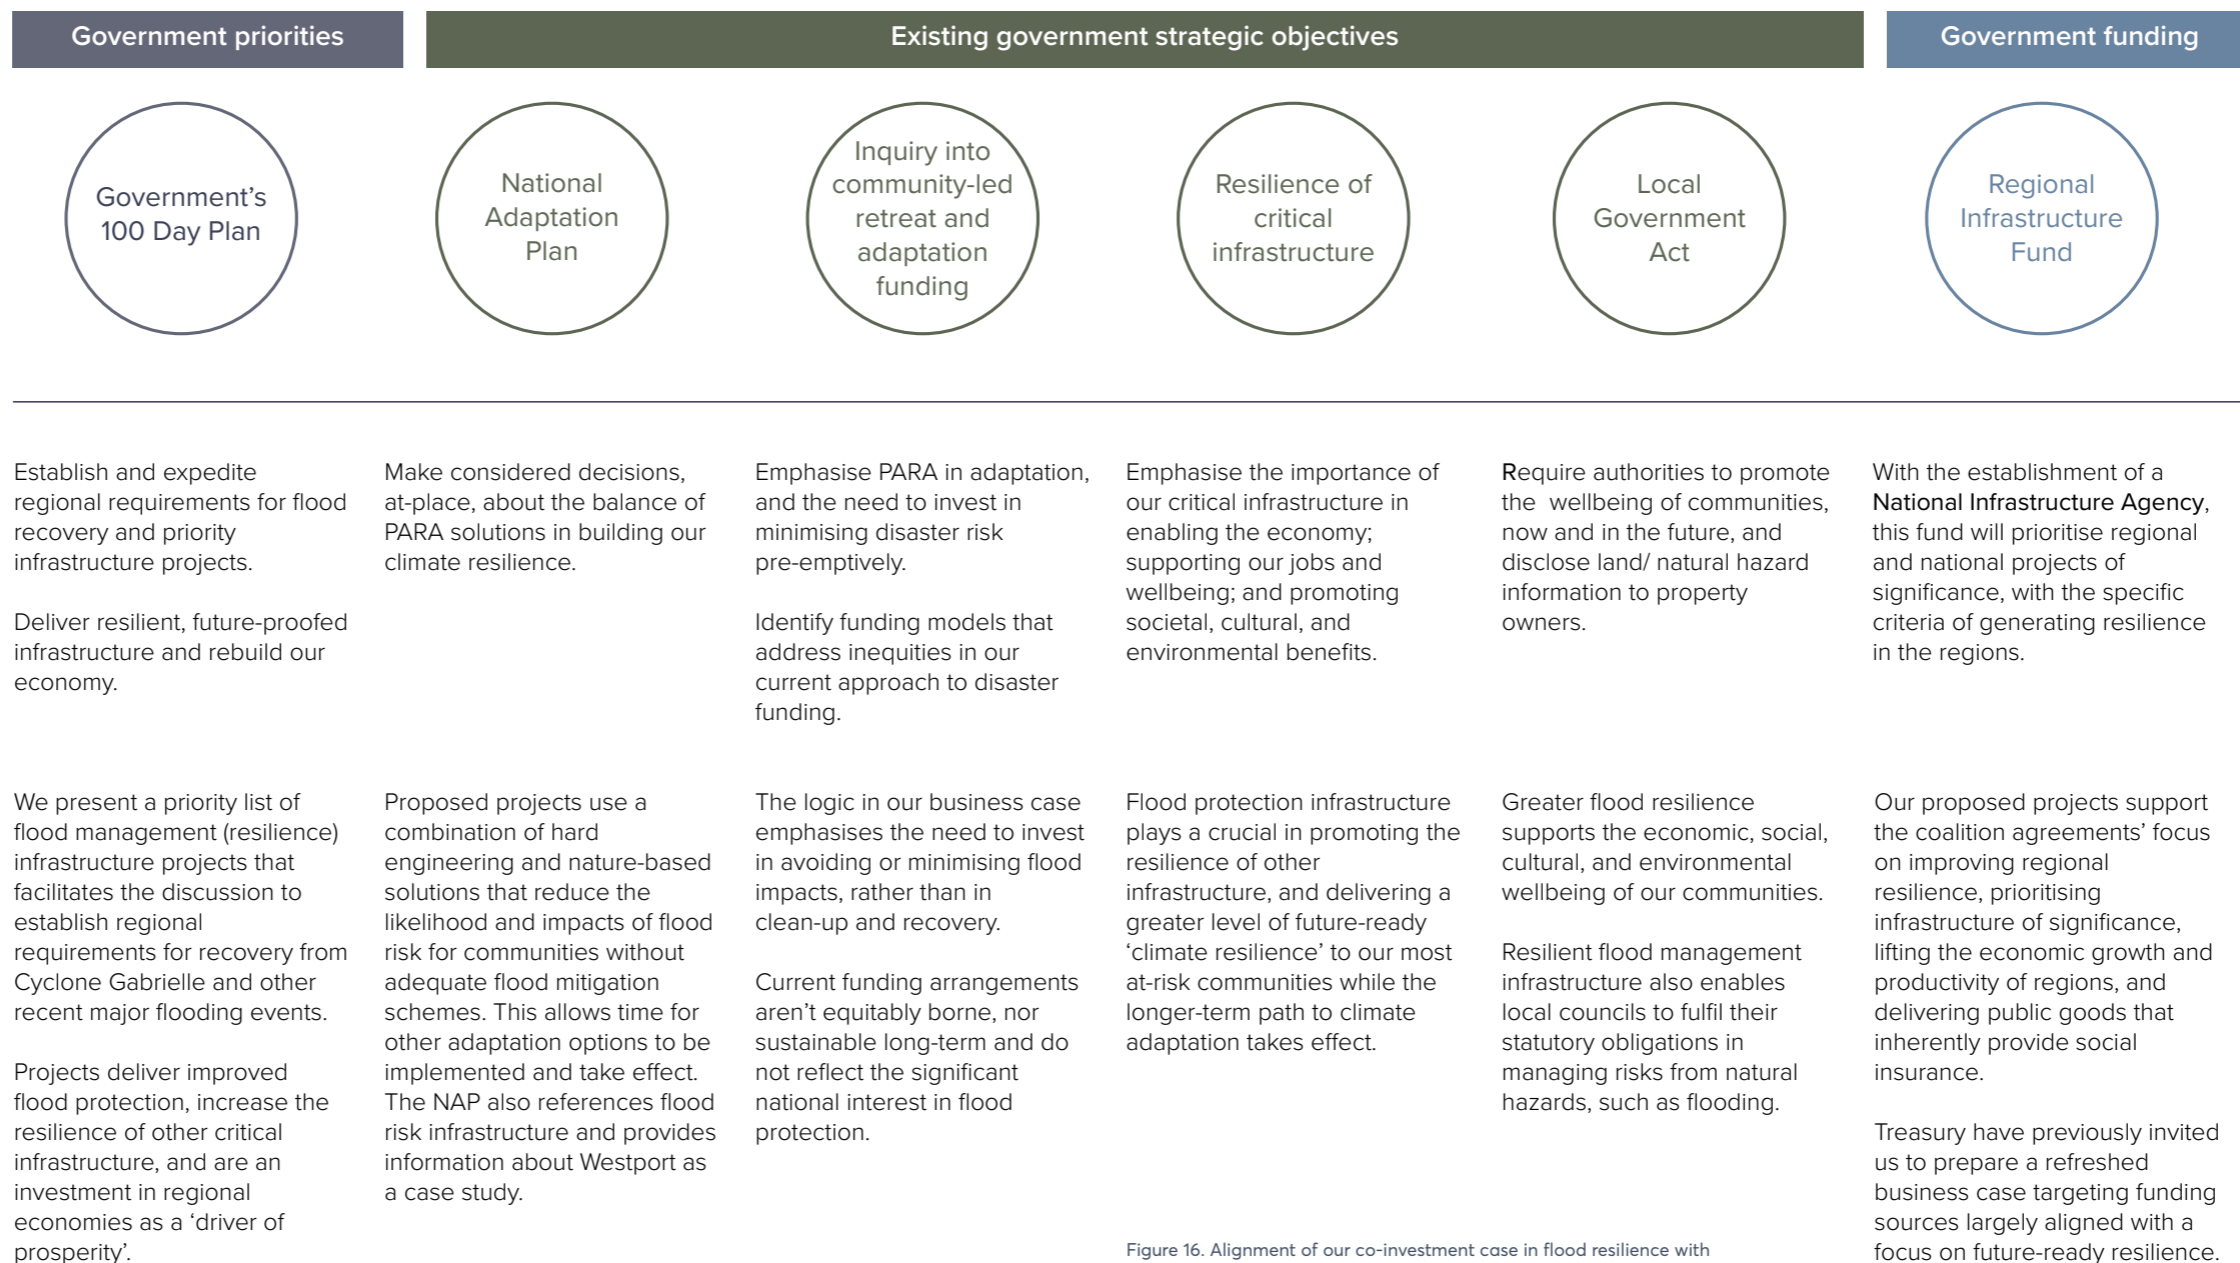 Government priorities
Existing government strategic objectives
Government funding
Government’s
100 Day Plan
National
Adaptation
Plan
Inquiry into
community-led
retreat and
adaptation
funding
Resilience of
critical
infrastructure
Local
Government
Act
Regional
Infrastructure
Fund
Establish and expedite
regional requirements for flood
recovery and priority
infrastructure projects.
Deliver resilient, future-proofed
infrastructure and rebuild our
economy.
Make considered decisions,
at-place, about the balance of
PARA solutions in building our
climate resilience.
Emphasise PARA in adaptation,
and the need to invest in
minimising disaster risk
pre-emptively.
Identify funding models that
address inequities in our
current approach to disaster
funding.
Emphasise the importance of
our critical infrastructure in
enabling the economy;
supporting our jobs and
wellbeing; and promoting
societal, cultural, and
environmental benefits.
Require authorities to promote
the  wellbeing of communities,
now and in the future, and
disclose land/ natural hazard
information to property
owners.
With the establishment of a
National Infrastructure Agency,
this fund will prioritise regional
and national projects of
significance, with the specific
criteria of generating resilience
in the regions.
We present a priority list of
flood management (resilience)
infrastructure projects that
facilitates the discussion to
establish regional
requirements for recovery from
Cyclone Gabrielle and other
recent major flooding events.
Projects deliver improved
flood protection, increase the
resilience of other critical
infrastructure, and are an
investment in regional
economies as a ‘driver of
prosperity’.
Proposed projects use a
combination of hard
engineering and nature-based
solutions that reduce the
likelihood and impacts of flood
risk for communities without
adequate flood mitigation
schemes. This allows time for
other adaptation options to be
implemented and take effect.
The NAP also references flood
risk infrastructure and provides
information about Westport as
a case study.
The logic in our business case
emphasises the need to invest
in avoiding or minimising flood
impacts, rather than in
clean-up and recovery.
Current funding arrangements
aren’t equitably borne, nor
sustainable long-term and do
not reflect the significant
national interest in flood
protection.
Flood protection infrastructure
plays a crucial in promoting the
resilience of other
infrastructure, and delivering a
greater level of future-ready
‘climate resilience’ to our most
at-risk communities while the
longer-term path to climate
adaptation takes effect.
Greater flood resilience
supports the economic, social,
cultural, and environmental
wellbeing of our communities.
Resilient flood management
infrastructure also enables
local councils to fulfil their
statutory obligations in
managing risks from natural
hazards, such as flooding.
Our proposed projects support
the coalition agreements’ focus
on improving regional
resilience, prioritising
infrastructure of significance,
lifting the economic growth and
productivity of regions, and
delivering public goods that
inherently provide social
insurance.
Treasury have previously invited
us to prepare a refreshed
business case targeting funding
sources largely aligned with a
focus on future-ready resilience.
Figure 16. Alignment of our co-investment case in flood resilience with